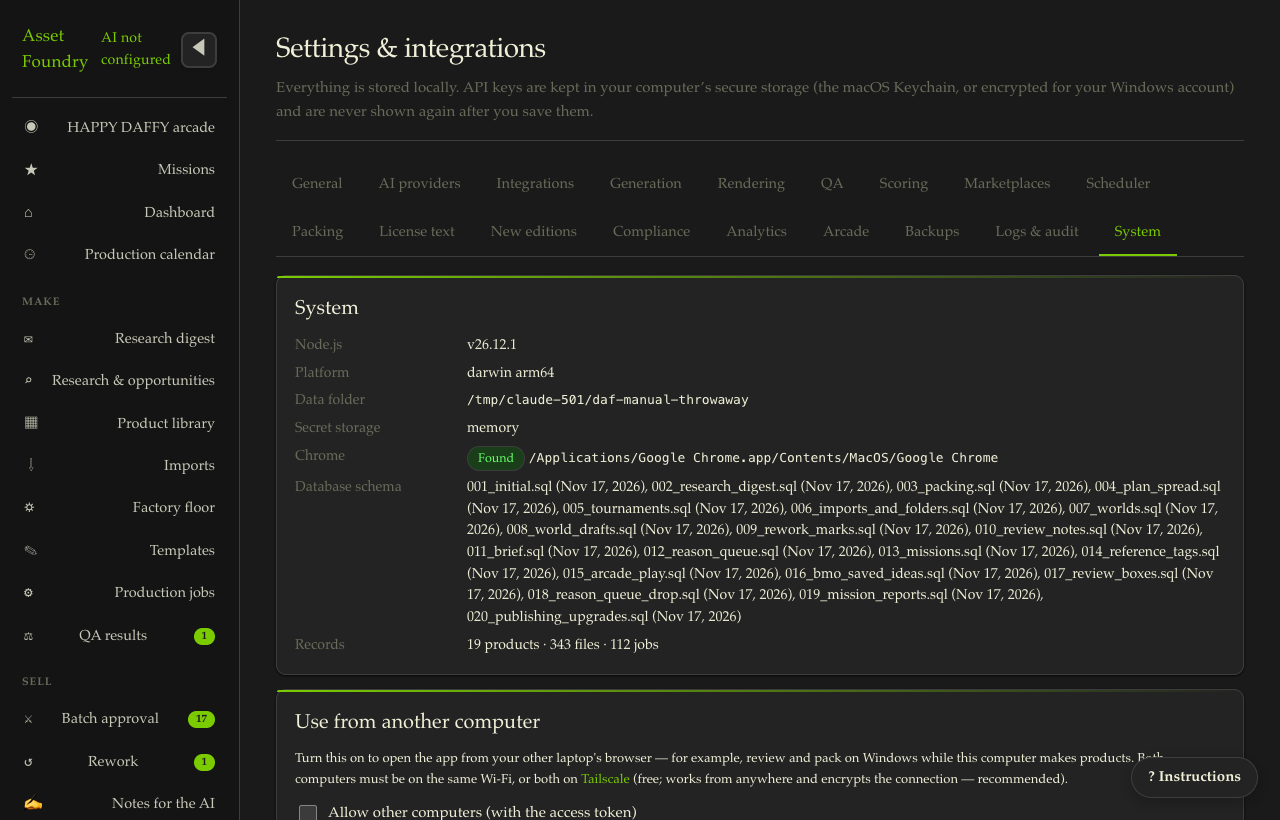 Asset Foundry
AI not configured
HAPPY DAFFY arcade
Missions
Dashboard
Production calendar
MAKE
Research digest
Research & opportunities
Product library
Imports
Factory floor
Templates
Production jobs
QA results 1
SELL
Batch approval 17
Rework 1
Notes for the AI
Settings & integrations
Everything is stored locally. API keys are kept in your computer’s secure storage (the macOS Keychain, or encrypted for your Windows account)
and are never shown again after you save them.
General AI providers Integrations Generation Rendering QA Scoring Marketplaces Scheduler
Packing License text New editions Compliance Analytics Arcade Backups Logs & audit System
System
Node.js v26.12.1
Platform darwin arm64
Data folder /tmp/claude-501/daf-manual-throwaway
Secret storage memory
Chrome Found /Applications/Google Chrome.app/Contents/MacOS/Google Chrome
Database schema 001_initial.sql (Nov 17, 2026), 002_research_digest.sql (Nov 17, 2026), 003_packing.sql (Nov 17, 2026), 004_plan_spread.sql
(Nov 17, 2026), 005_tournaments.sql (Nov 17, 2026), 006_imports_and_folders.sql (Nov 17, 2026), 007_worlds.sql (Nov 17,
2026), 008_world_drafts.sql (Nov 17, 2026), 009_rework_marks.sql (Nov 17, 2026), 010_review_notes.sql (Nov 17, 2026),
011_brief.sql (Nov 17, 2026), 012_reason_queue.sql (Nov 17, 2026), 013_missions.sql (Nov 17, 2026), 014_reference_tags.sql
(Nov 17, 2026), 015_arcade_play.sql (Nov 17, 2026), 016_bmo_saved_ideas.sql (Nov 17, 2026), 017_review_boxes.sql (Nov
17, 2026), 018_reason_queue_drop.sql (Nov 17, 2026), 019_mission_reports.sql (Nov 17, 2026),
020_publishing_upgrades.sql (Nov 17, 2026)
Records 19 products · 343 files · 112 jobs
Use from another computer
Turn this on to open the app from your other laptop's browser — for example, review and pack on Windows while this computer makes products. Both
computers must be on the same Wi-Fi, or both on Tailscale (free; works from anywhere and encrypts the connection — recommended).
Allow other computers (with the access token)
? Instructions